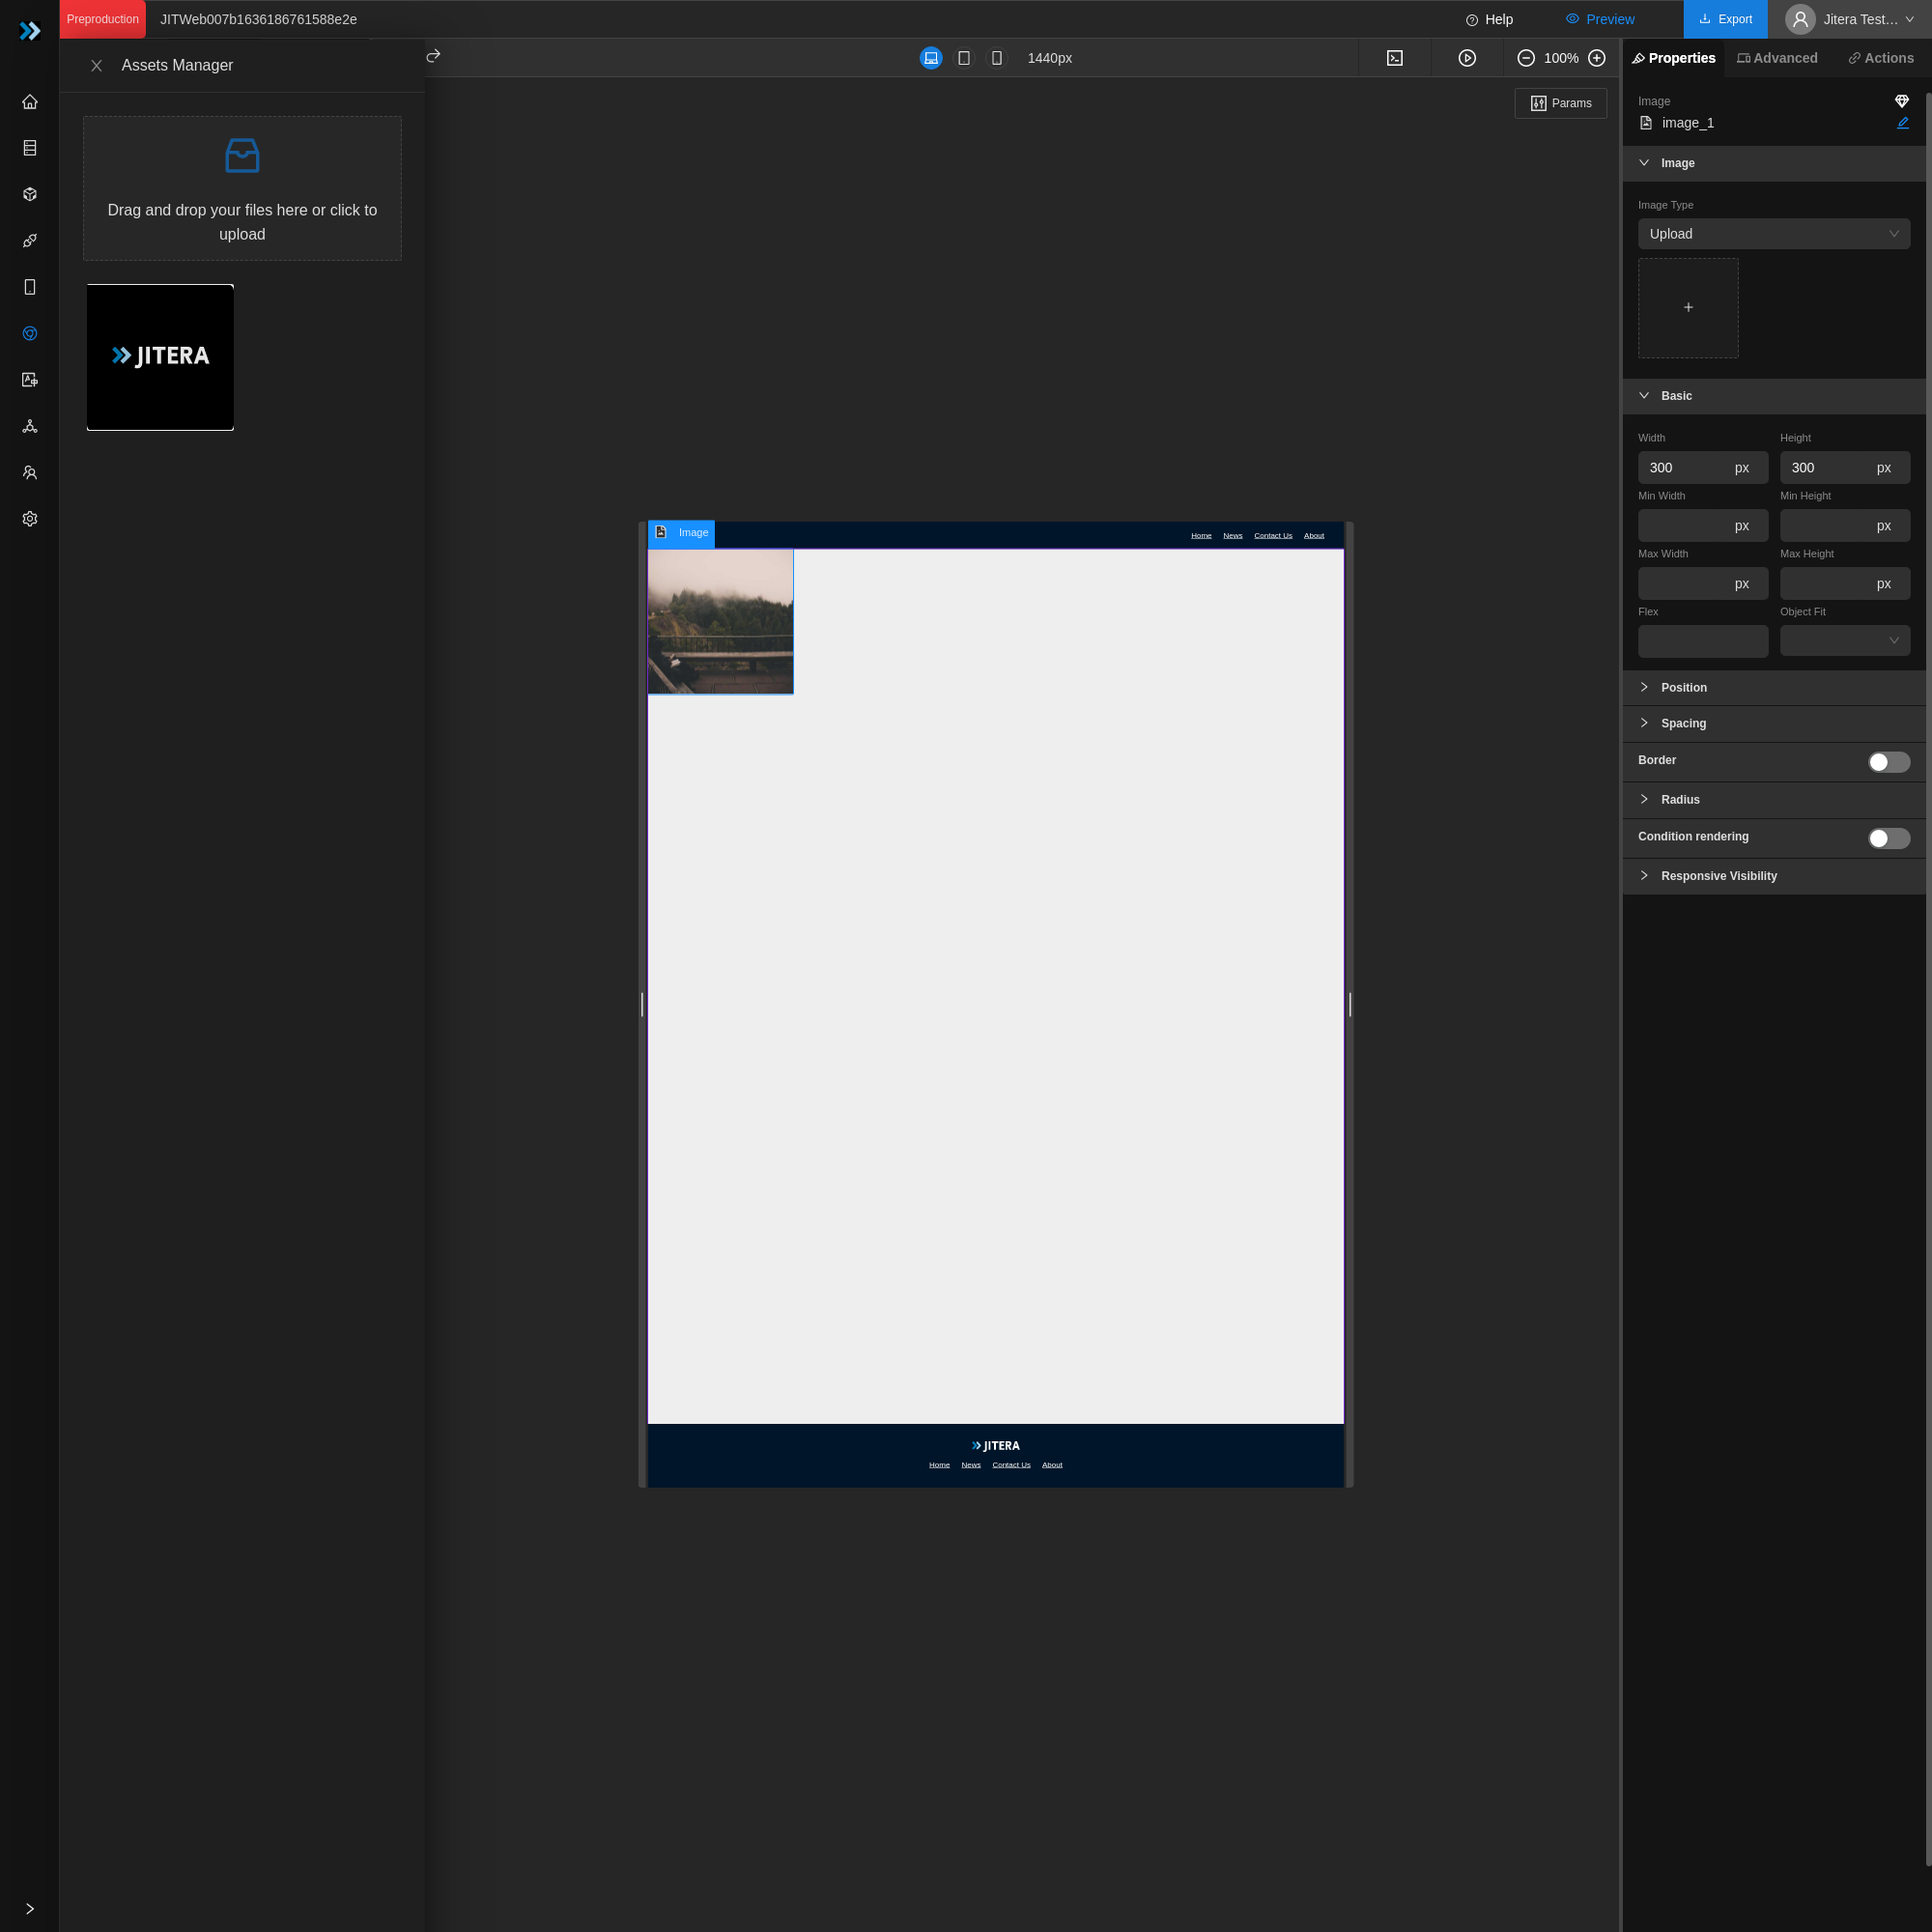 Preproduction
JITWeb007b1636186761588e2e
Help
Preview
Export
Jitera Test...
Assets Manager
1440px
100%
Properties
Advanced
Actions
Drag and drop your files here or click to
upload
JITERA
Params
Image
Home
News
Contact Us
About
JITERA
Home
News
Contact Us
About
Image
image_1
Image
Image Type
Upload
Basic
Width
Height
300 px
300 px
Min Width
Min Height
px
px
Max Width
Max Height
px
px
Flex
Object Fit
Position
Spacing
Border
Radius
Condition rendering
Responsive Visibility